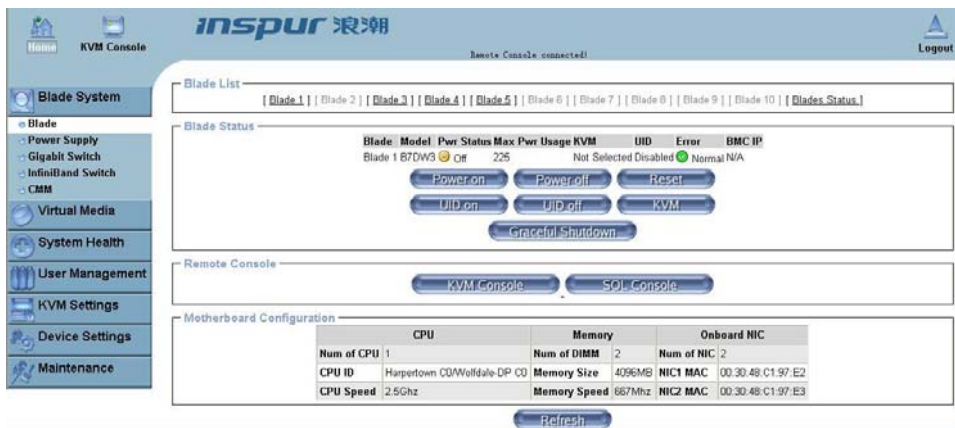 Home KVM Console inspur 浪潮 Logout
Remote Console connected!
Blade System
Blade
Power Supply
Gigabit Switch
InfiniBand Switch
CMM
Virtual Media
System Health
User Management
KVM Settings
Device Settings
Maintenance
Blade List
[ Blade 1 ] [ Blade 2 ] [ Blade 3 ] [ Blade 4 ] [ Blade 5 ] [ Blade 6 ] [ Blade 7 ] [ Blade 8 ] [ Blade 9 ] [ Blade 10 ] [ Blades Status ]
Blade Status
Blade Model Pwr Status Max Pwr Usage KVM UID Error BMC IP
Blade 1 B7DW3 Off 225 Not Selected Disabled Normal N/A
Power on Power off Reset
UID on UID off KVM
Graceful Shutdown
Remote Console
KVM Console SOL Console
Motherboard Configuration
CPU Memory Onboard NIC
Num of CPU 1 Num of DIMM 2 Num of NIC 2
CPU ID Harpertown C0/Wolfdale-DP C0 Memory Size 4096MB NIC1 MAC 00:30:48:C1:97:E2
CPU Speed 2.5Ghz Memory Speed 667Mhz NIC2 MAC 00:30:48:C1:97:E3
Refresh